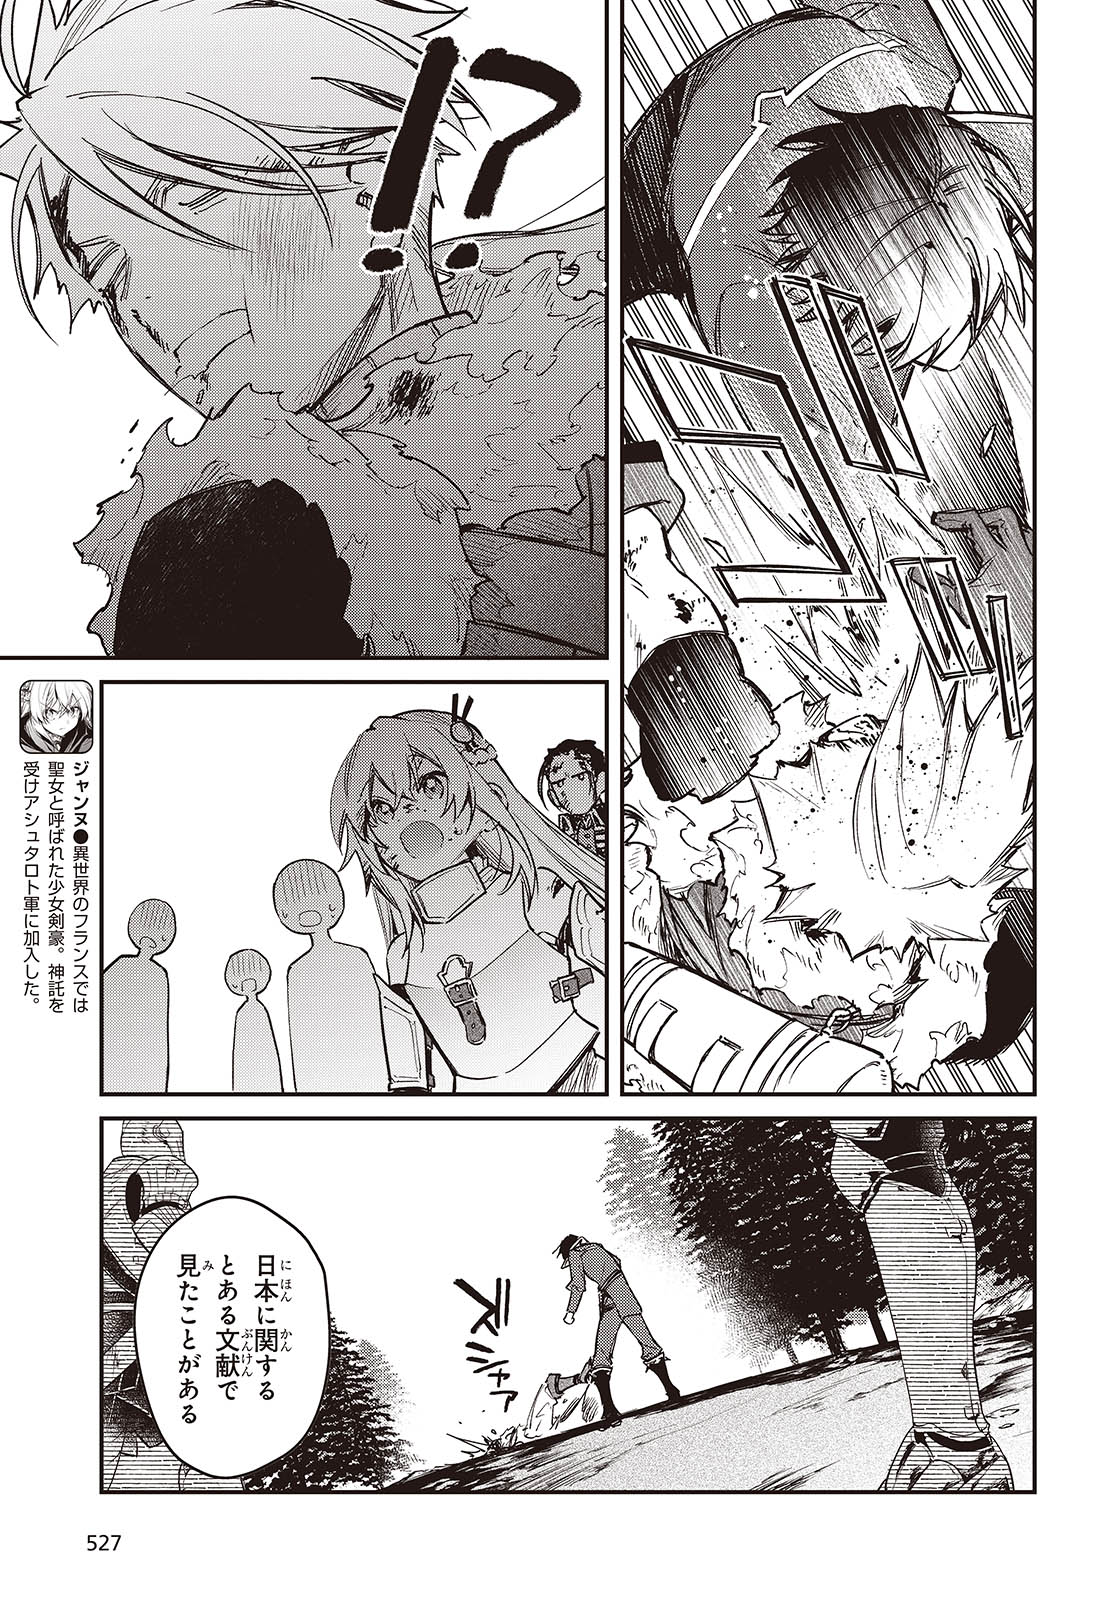 !?
ジャンヌ●異世界のフランスでは
聖女と呼ばれた少女剣豪。神託を
受けアシュタロト軍に加入した。
ズシャァ
日本に関する
とある文献で
見たことがある
527